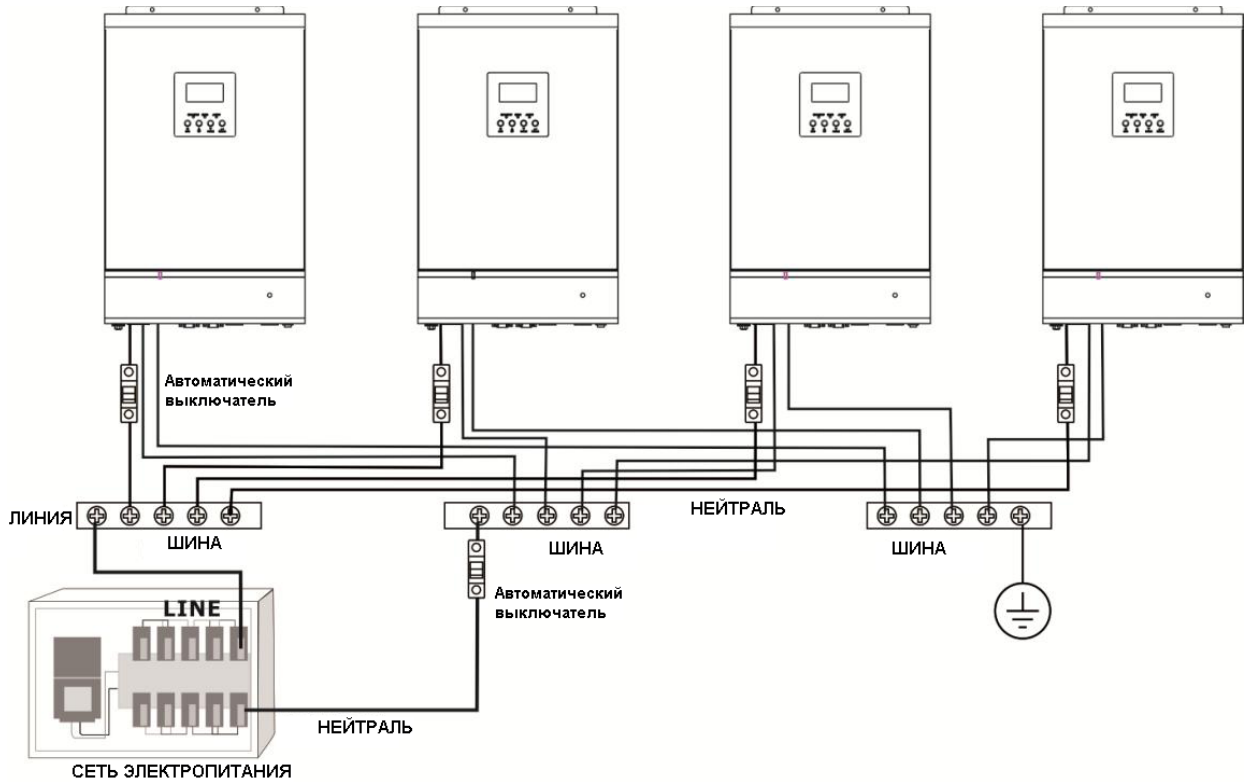 Автоматический
выключатель
ЛИНИЯ
ШИНА
НЕЙТРАЛЬ
ШИНА
ШИНА
Автоматический
выключатель
LINE
НЕЙТРАЛЬ
СЕТЬ ЭЛЕКТРОПИТАНИЯ